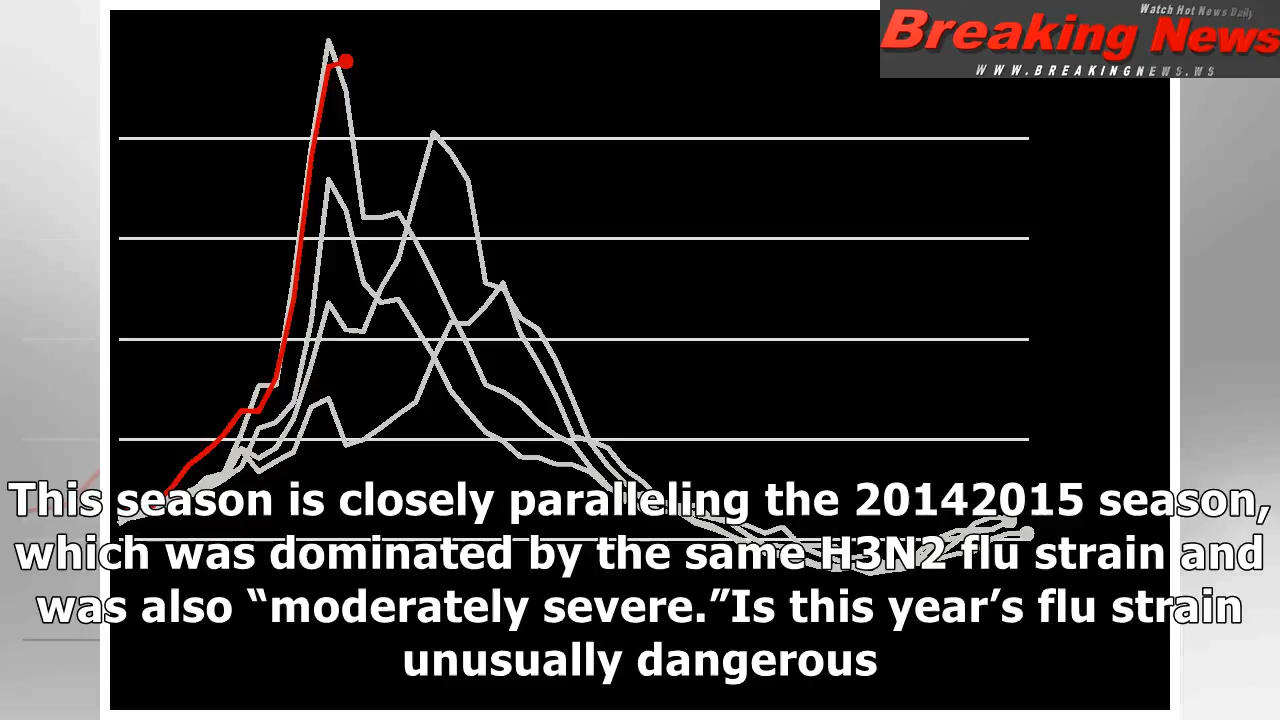 Watch Hot News Daily
Breaking News
WWW.BREAKINGNEWS.WS
This season is closely paralleling the 20142015 season,
which was dominated by the same H3N2 flu strain and
was also “moderately severe.”Is this year’s flu strain
unusually dangerous